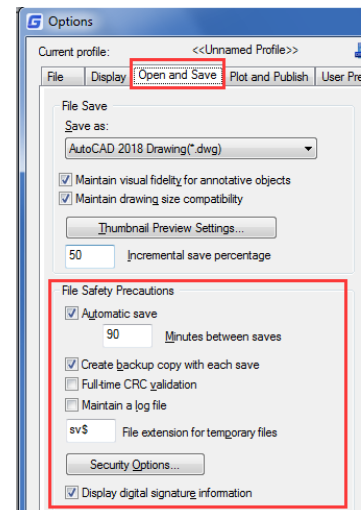 Options
Current profile: <<Unnamed Profile>>
File Display Open and Save Plot and Publish User Pre
File Save
Save as:
AutoCAD 2018 Drawing(*.dwg)
Maintain visual fidelity for annotative objects
Maintain drawing size compatibility
Thumbnail Preview Settings...
50 Incremental save percentage
File Safety Precautions
Automatic save
90 Minutes between saves
Create backup copy with each save
Full-time CRC validation
Maintain a log file
sv$ File extension for temporary files
Security Options...
Display digital signature information